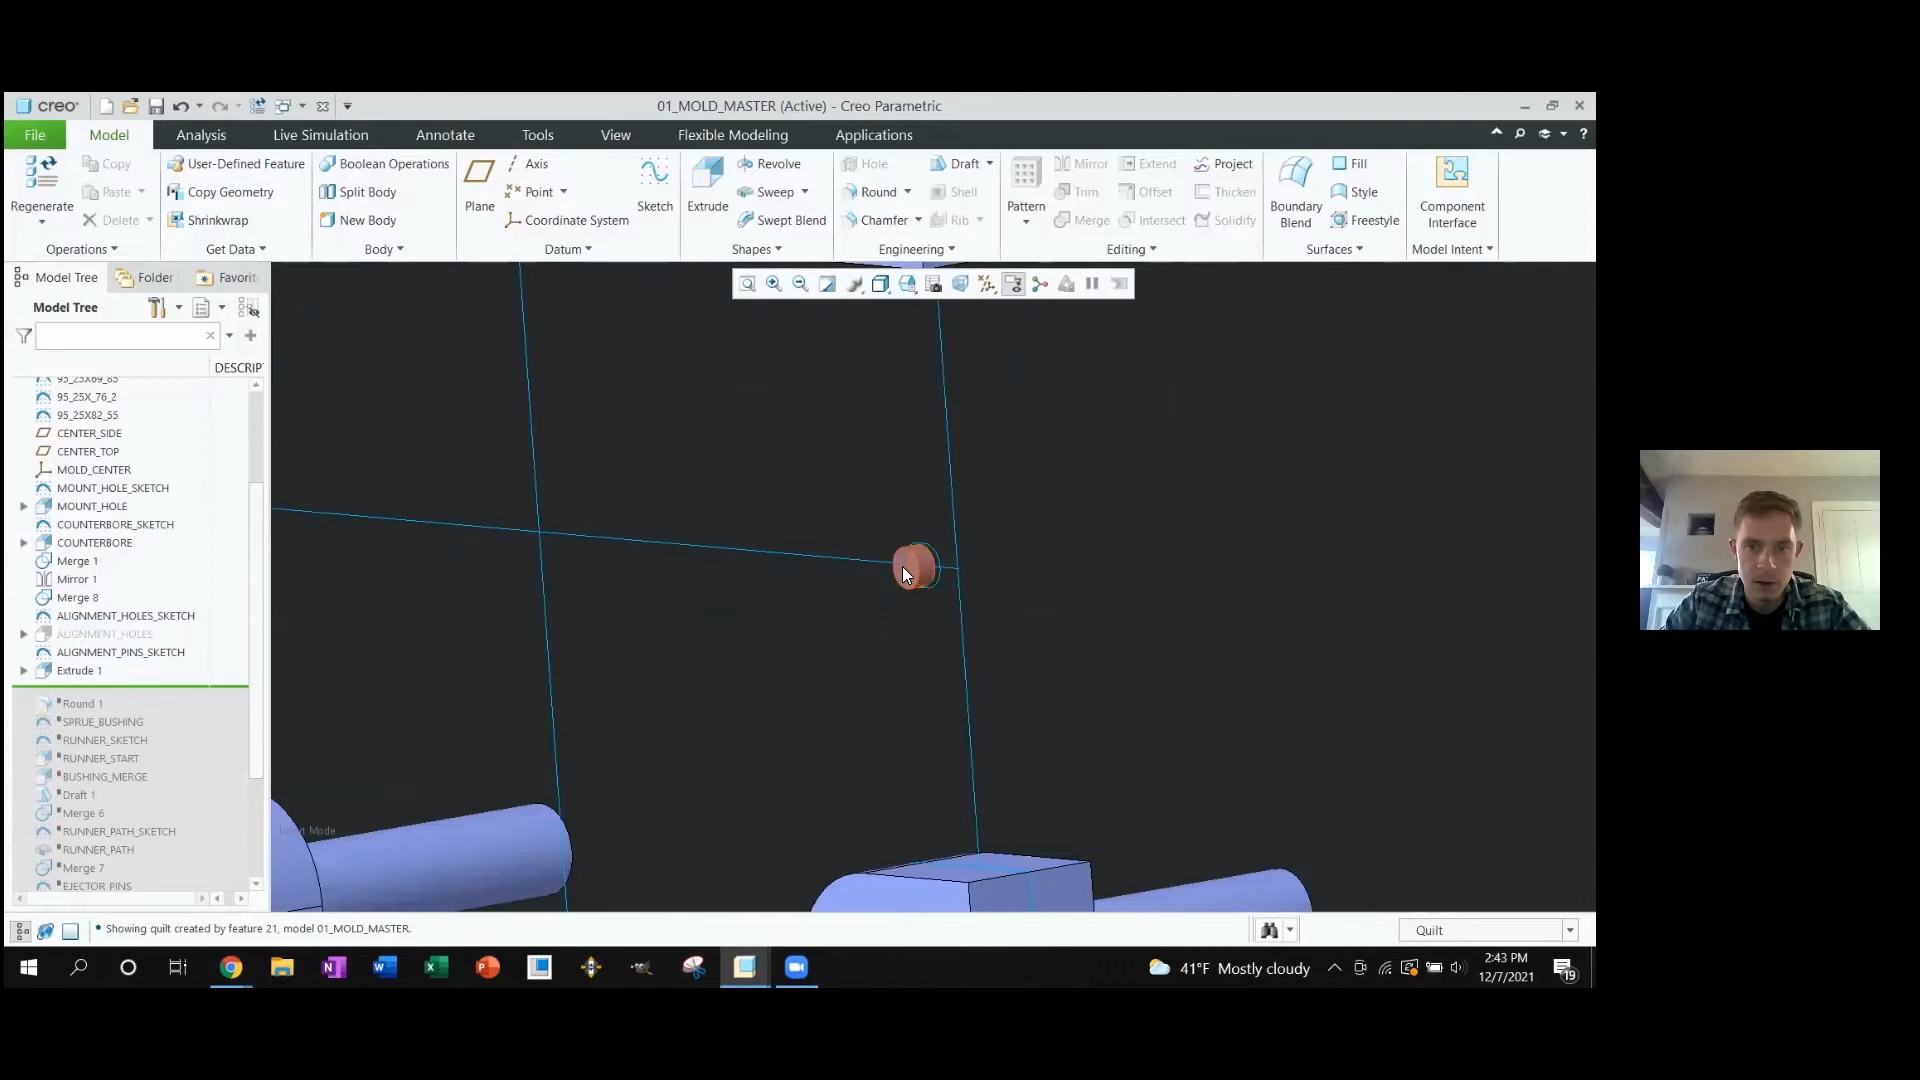 creo
01_MOLD_MASTER (Active) - Creo Parametric
File
Model
Analysis
Live Simulation
Annotate
Tools
View
Flexible Modeling
Applications
Regenerate
Copy
Paste
Delete
Operations
User-Defined Feature
Copy Geometry
Shrinkwrap
Get Data
Boolean Operations
Split Body
New Body
Body
Plane
Axis
Point
Coordinate System
Sketch
Datum
Extrude
Revolve
Sweep
Swept Blend
Shapes
Hole
Round
Chamfer
Draft
Shell
Rib
Engineering
Pattern
Mirror
Trim
Merge
Extend
Offset
Intersect
Project
Thicken
Solidify
Editing
Boundary
Blend
Fill
Style
Freestyle
Surfaces
Component
Interface
Model Intent
Model Tree
Folder
Favorit
Model Tree
DESCRIP
95_25X69_85
95_25X_76_2
95_25X82_55
CENTER_SIDE
CENTER_TOP
MOLD_CENTER
MOUNT_HOLE_SKETCH
MOUNT_HOLE
COUNTERBORE_SKETCH
COUNTERBORE
Merge 1
Mirror 1
Merge 8
ALIGNMENT_HOLES_SKETCH
ALIGNMENT_HOLES
ALIGNMENT_PINS_SKETCH
Extrude 1
Round 1
SPRUE_BUSHING
RUNNER_SKETCH
RUNNER_START
BUSHING_MERGE
Draft 1
Merge 6
RUNNER_PATH_SKETCH
RUNNER_PATH
Merge 7
EJECTOR PINS
Mode
• Showing quilt created by feature 21, model 01_MOLD_MASTER.
Quilt
41°F Mostly cloudy
2:43 PM
12/7/2021
19